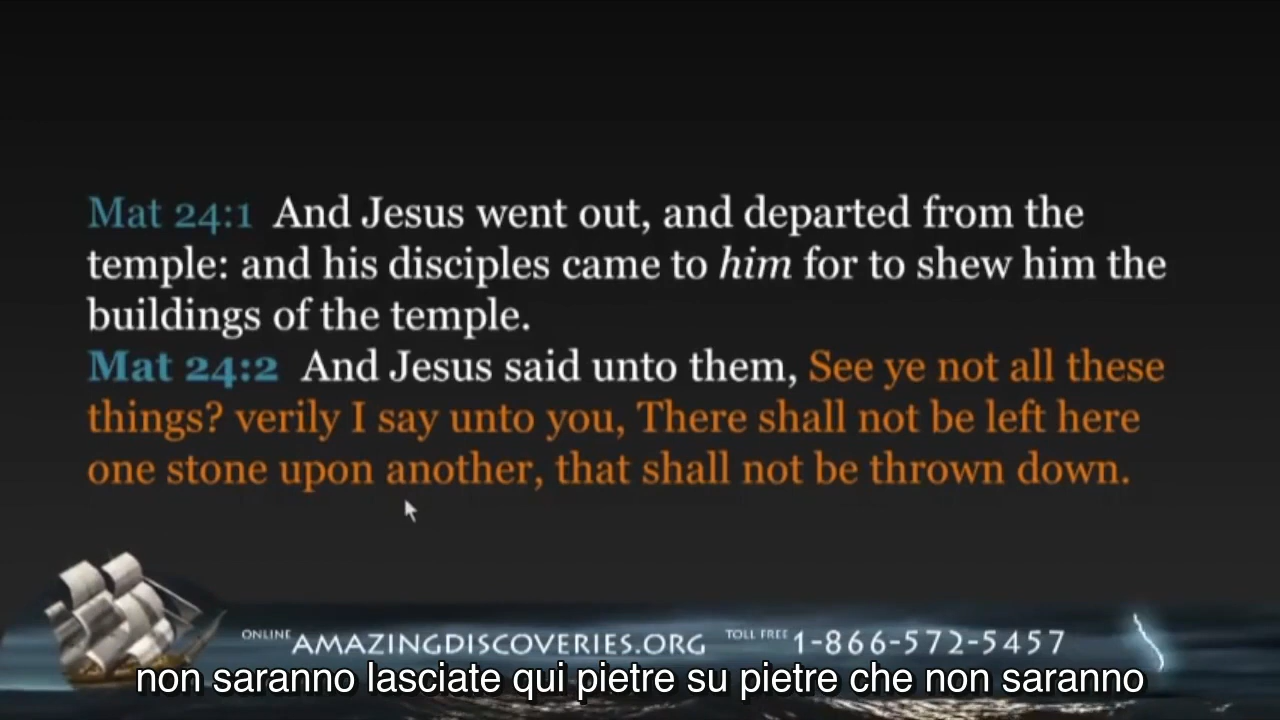 Mat 24:1 And Jesus went out, and departed from the
temple: and his disciples came to him for to shew him the
buildings of the temple.
Mat 24:2 And Jesus said unto them, See ye not all these
things? verily I say unto you, There shall not be left here
one stone upon another, that shall not be thrown down.
ONLINE AMAZINGDISCOVERIES.ORG TOLL FREE 1-866-572-5457
non saranno lasciate qui pietre su pietre che non saranno